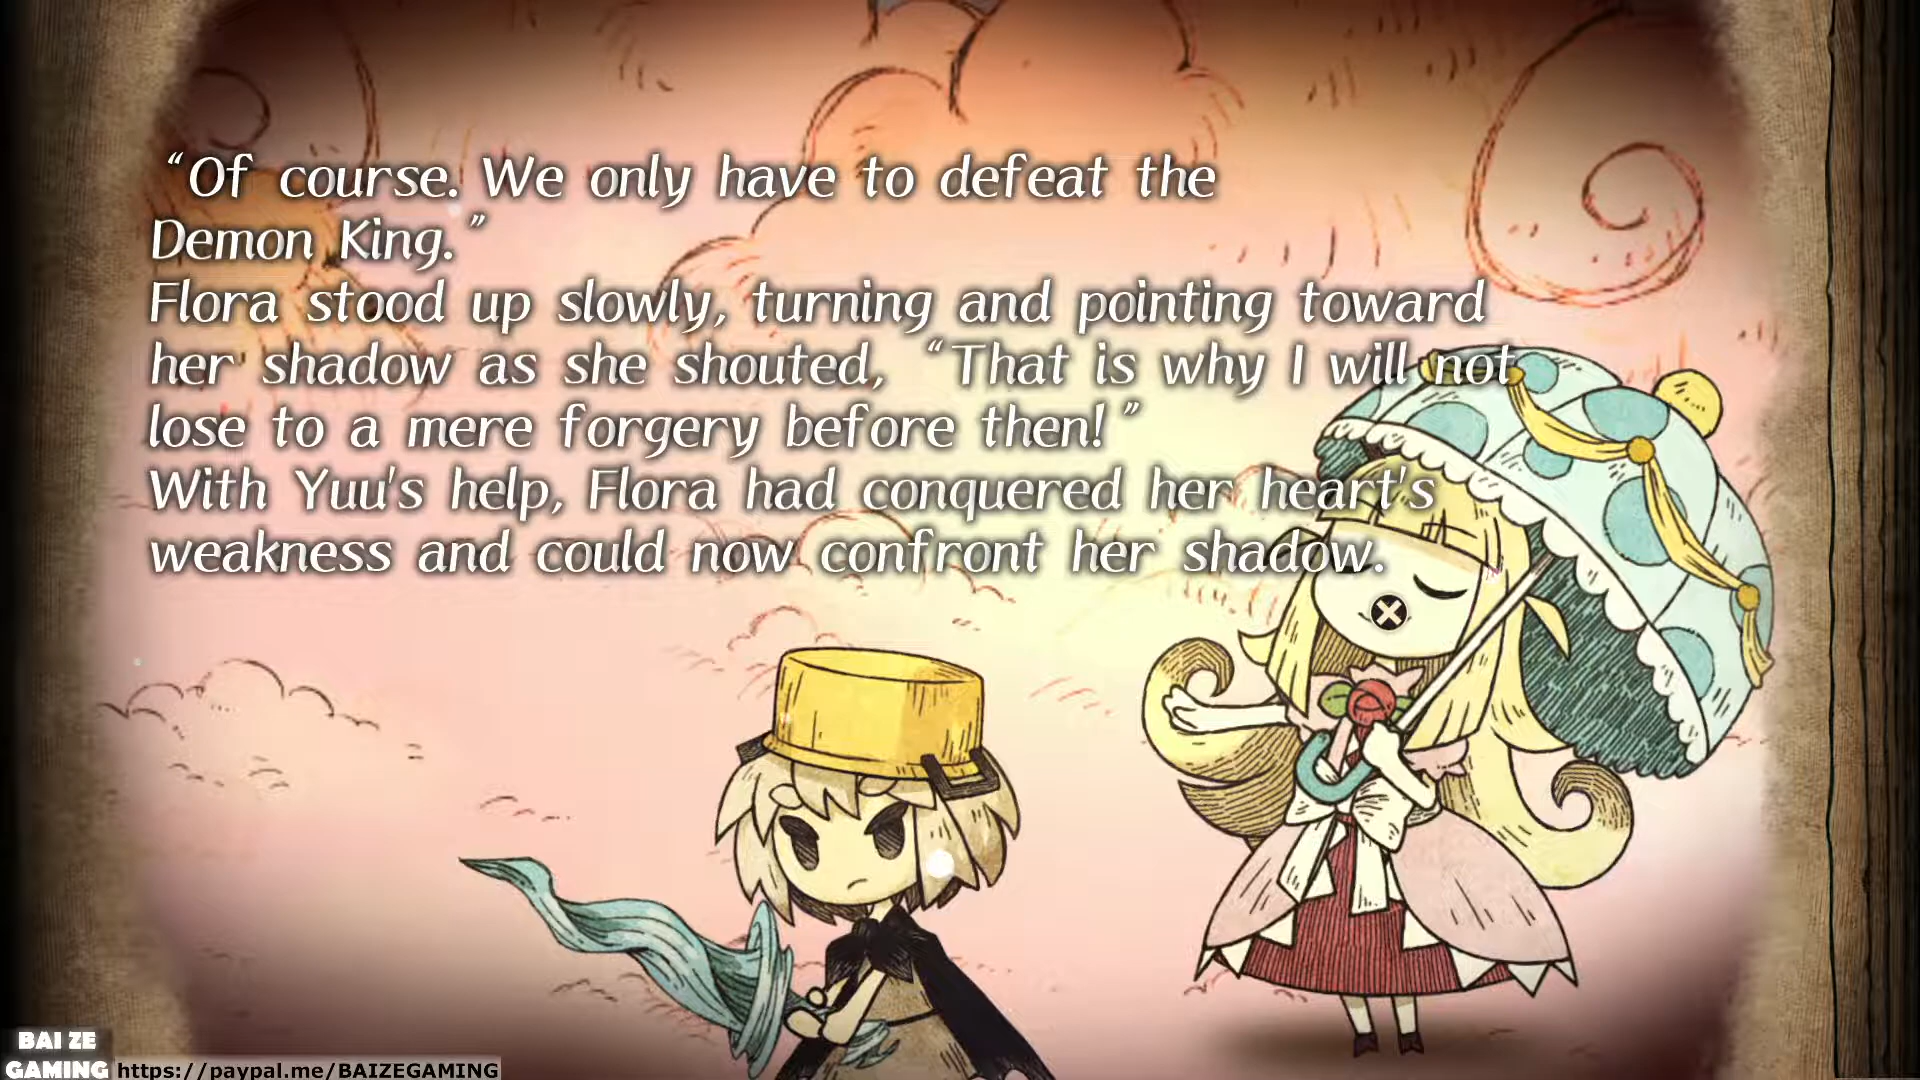 “Of course. We only have to defeat the
Demon King.”
Flora stood up slowly, turning and pointing toward
her shadow as she shouted, “That is why I will not
lose to a mere forgery before then!”
With Yuu's help, Flora had conquered her heart's
weakness and could now confront her shadow.
BAI ZE
GAMING https://paypal.me/BAIZEGAMING